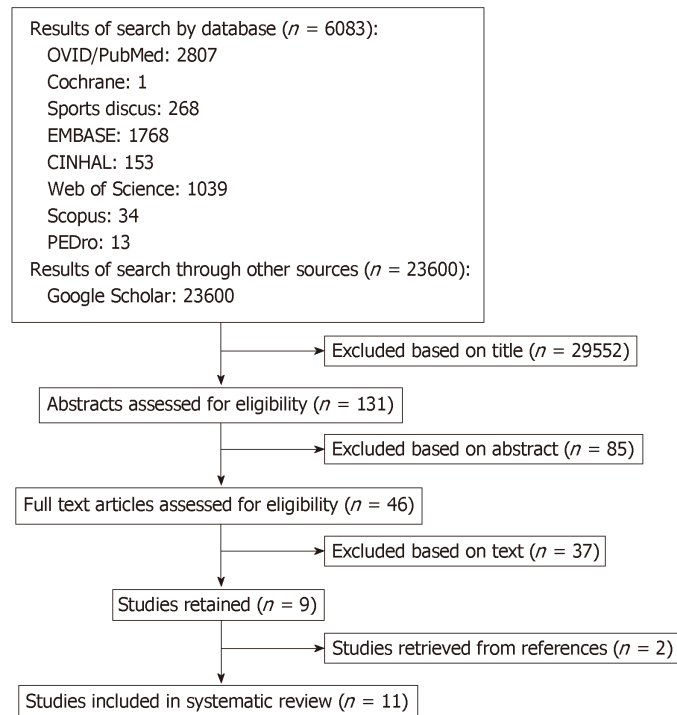 Results of search by database (n = 6083):
OVID/PubMed: 2807
Cochrane: 1
Sports discus: 268
EMBASE: 1768
CINHAL: 153
Web of Science: 1039
Scopus: 34
PEDro: 13
Results of search through other sources (n = 23600):
Google Scholar: 23600
Excluded based on title (n = 29552)
Abstracts assessed for eligibility (n = 131)
Excluded based on abstract (n = 85)
Full text articles assessed for eligibility (n = 46)
Excluded based on text (n = 37)
Studies retained (n = 9)
Studies retrieved from references (n = 2)
Studies included in systematic review (n = 11)